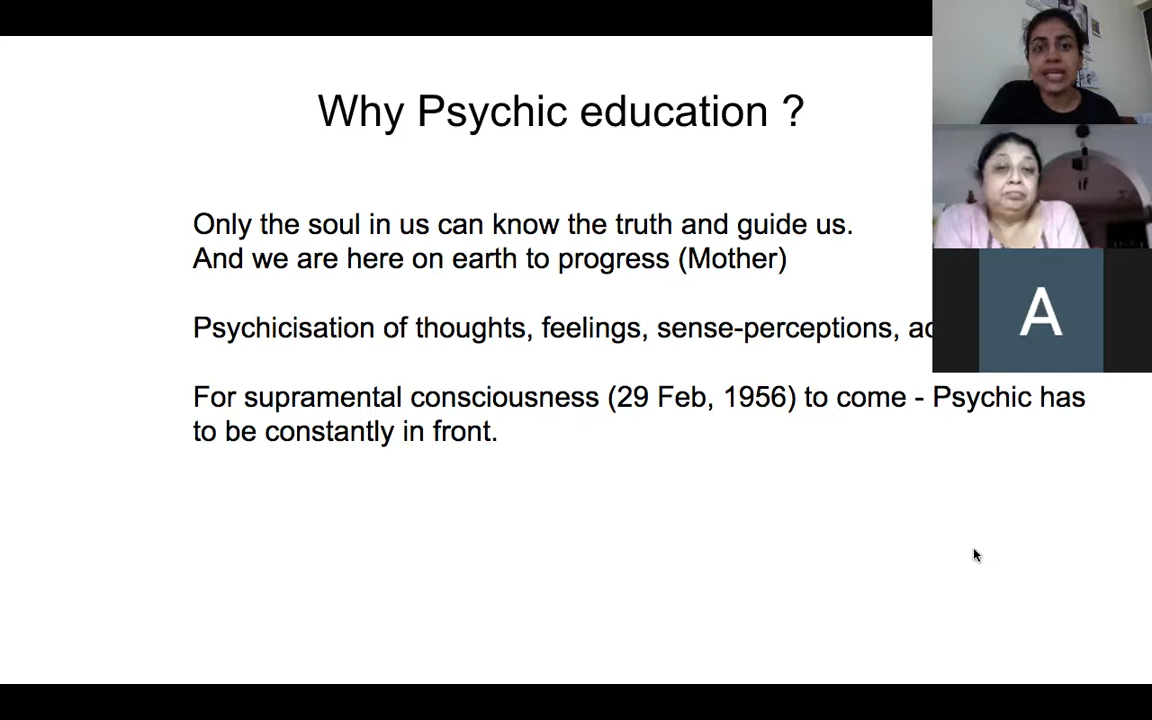 Why Psychic education ?
Only the soul in us can know the truth and guide us.
And we are here on earth to progress (Mother)
Psychicisation of thoughts, feelings, sense-perceptions,
For supramental consciousness (29 Feb, 1956) to come - Psychic has
to be constantly in front.
A